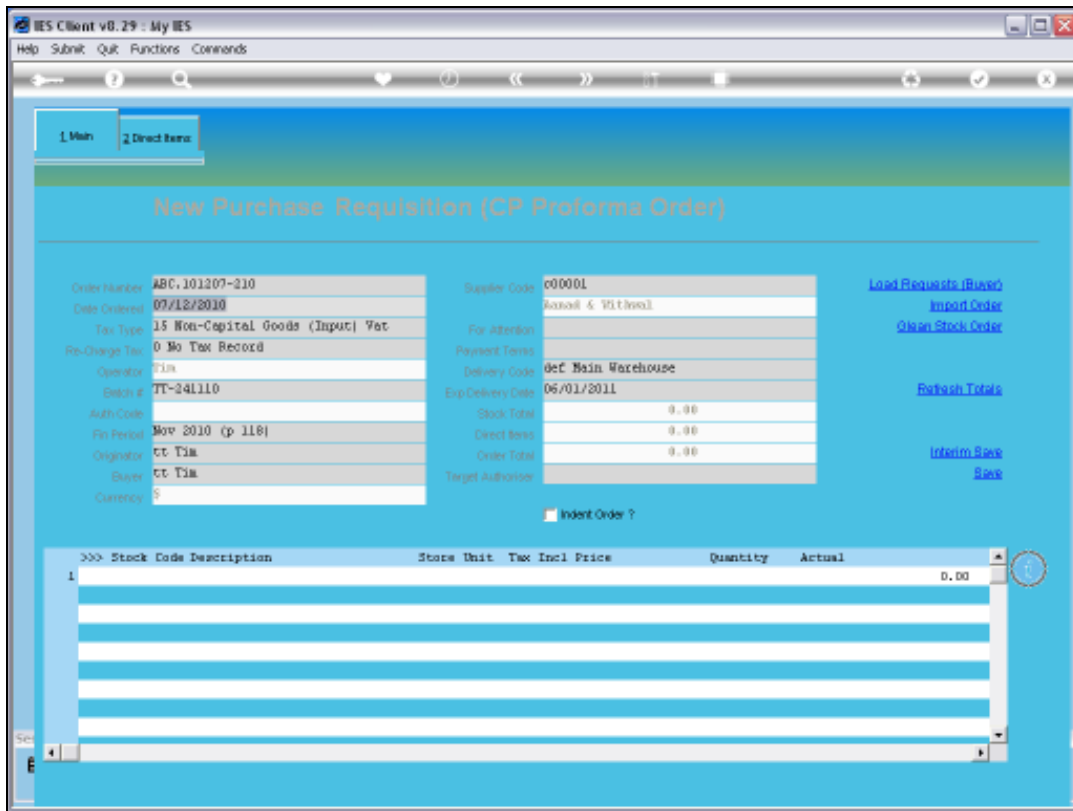 IES Client v8.29 : My IES
Help Submit Quit Functions Commands
1 Main
2 Direct Items
New Purchase Requisition (CP Proforma Order)
Order Number ABC.101207-210
Date Ordered 07/12/2010
Tax Type 15 Non-Capital Goods (Input) Vat
Re-Charge Tax 0 No Tax Record
Operator Tim
Batch # TT-241110
Auth Code
Fin Period Nov 2010 (p 118)
Originator tt Tim
Buyer tt Tim
Currency
Supplier Code c00001
For Attention
Payment Terms
Delivery Code def Main Warehouse
Exp Delivery Date 06/01/2011
Stock Total 0.00
Direct Items 0.00
Order Total 0.00
Target Authoriser
Indent Order ?
Load Requests (Buyer)
Import Order
Glean Stock Order
Refresh Totals
Interim Save
Save
>>> Stock Code Description Store Unit Tax Incl Price Quantity Actual
1 0.00